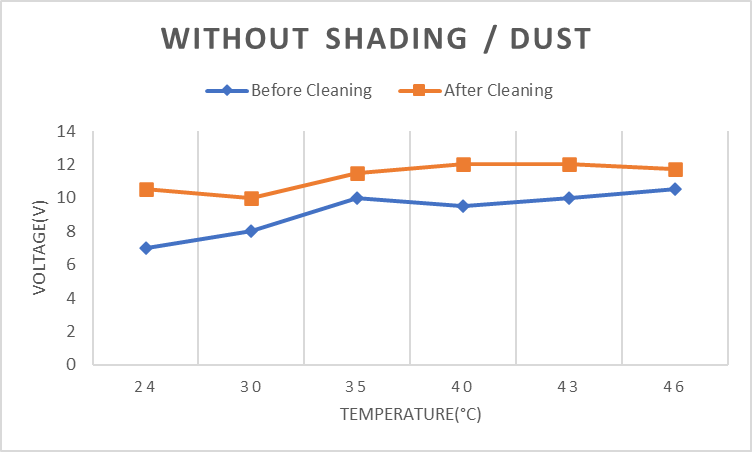 WITHOUT SHADING / DUST
Before Cleaning After Cleaning
14
12
10
8
6
4
2
0
VOLTAGE(V)
24 30 35 40 43 46
TEMPERATURE(°C)